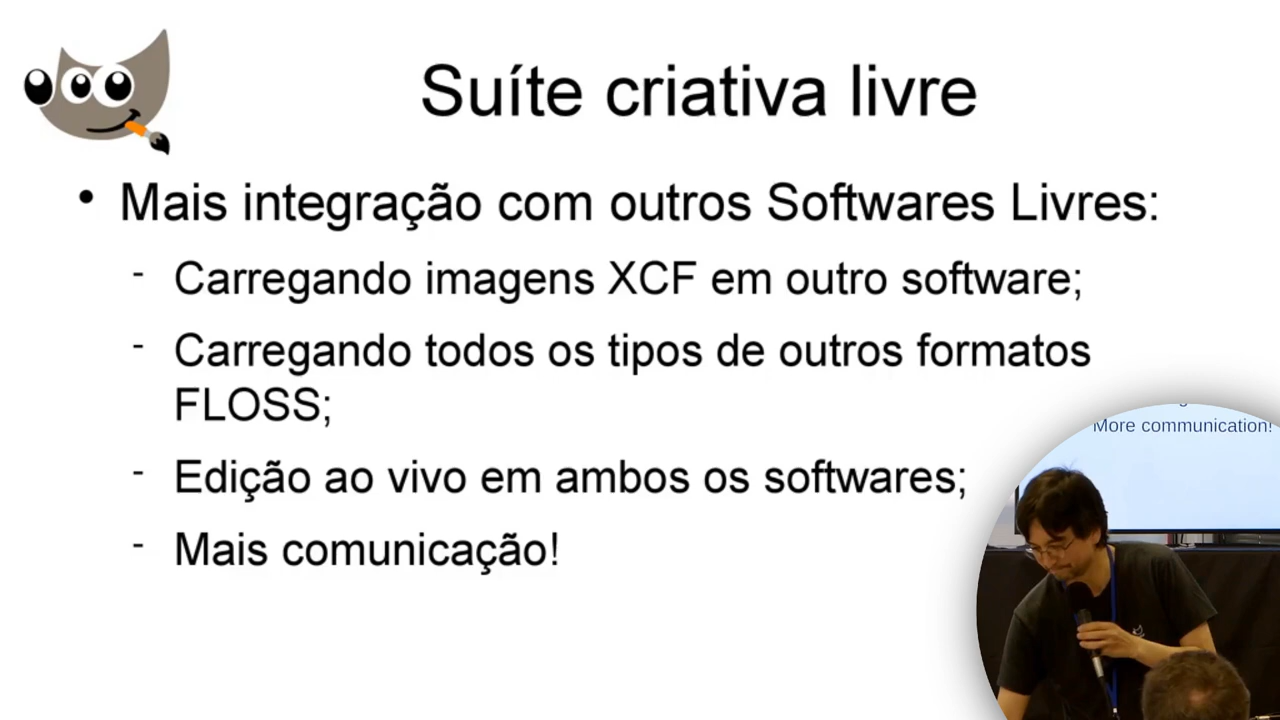 Suíte criativa livre
• Mais integração com outros Softwares Livres:
- Carregando imagens XCF em outro software;
- Carregando todos os tipos de outros formatos
FLOSS;
- Edição ao vivo em ambos os softwares;
- Mais comunicação!
More communication!